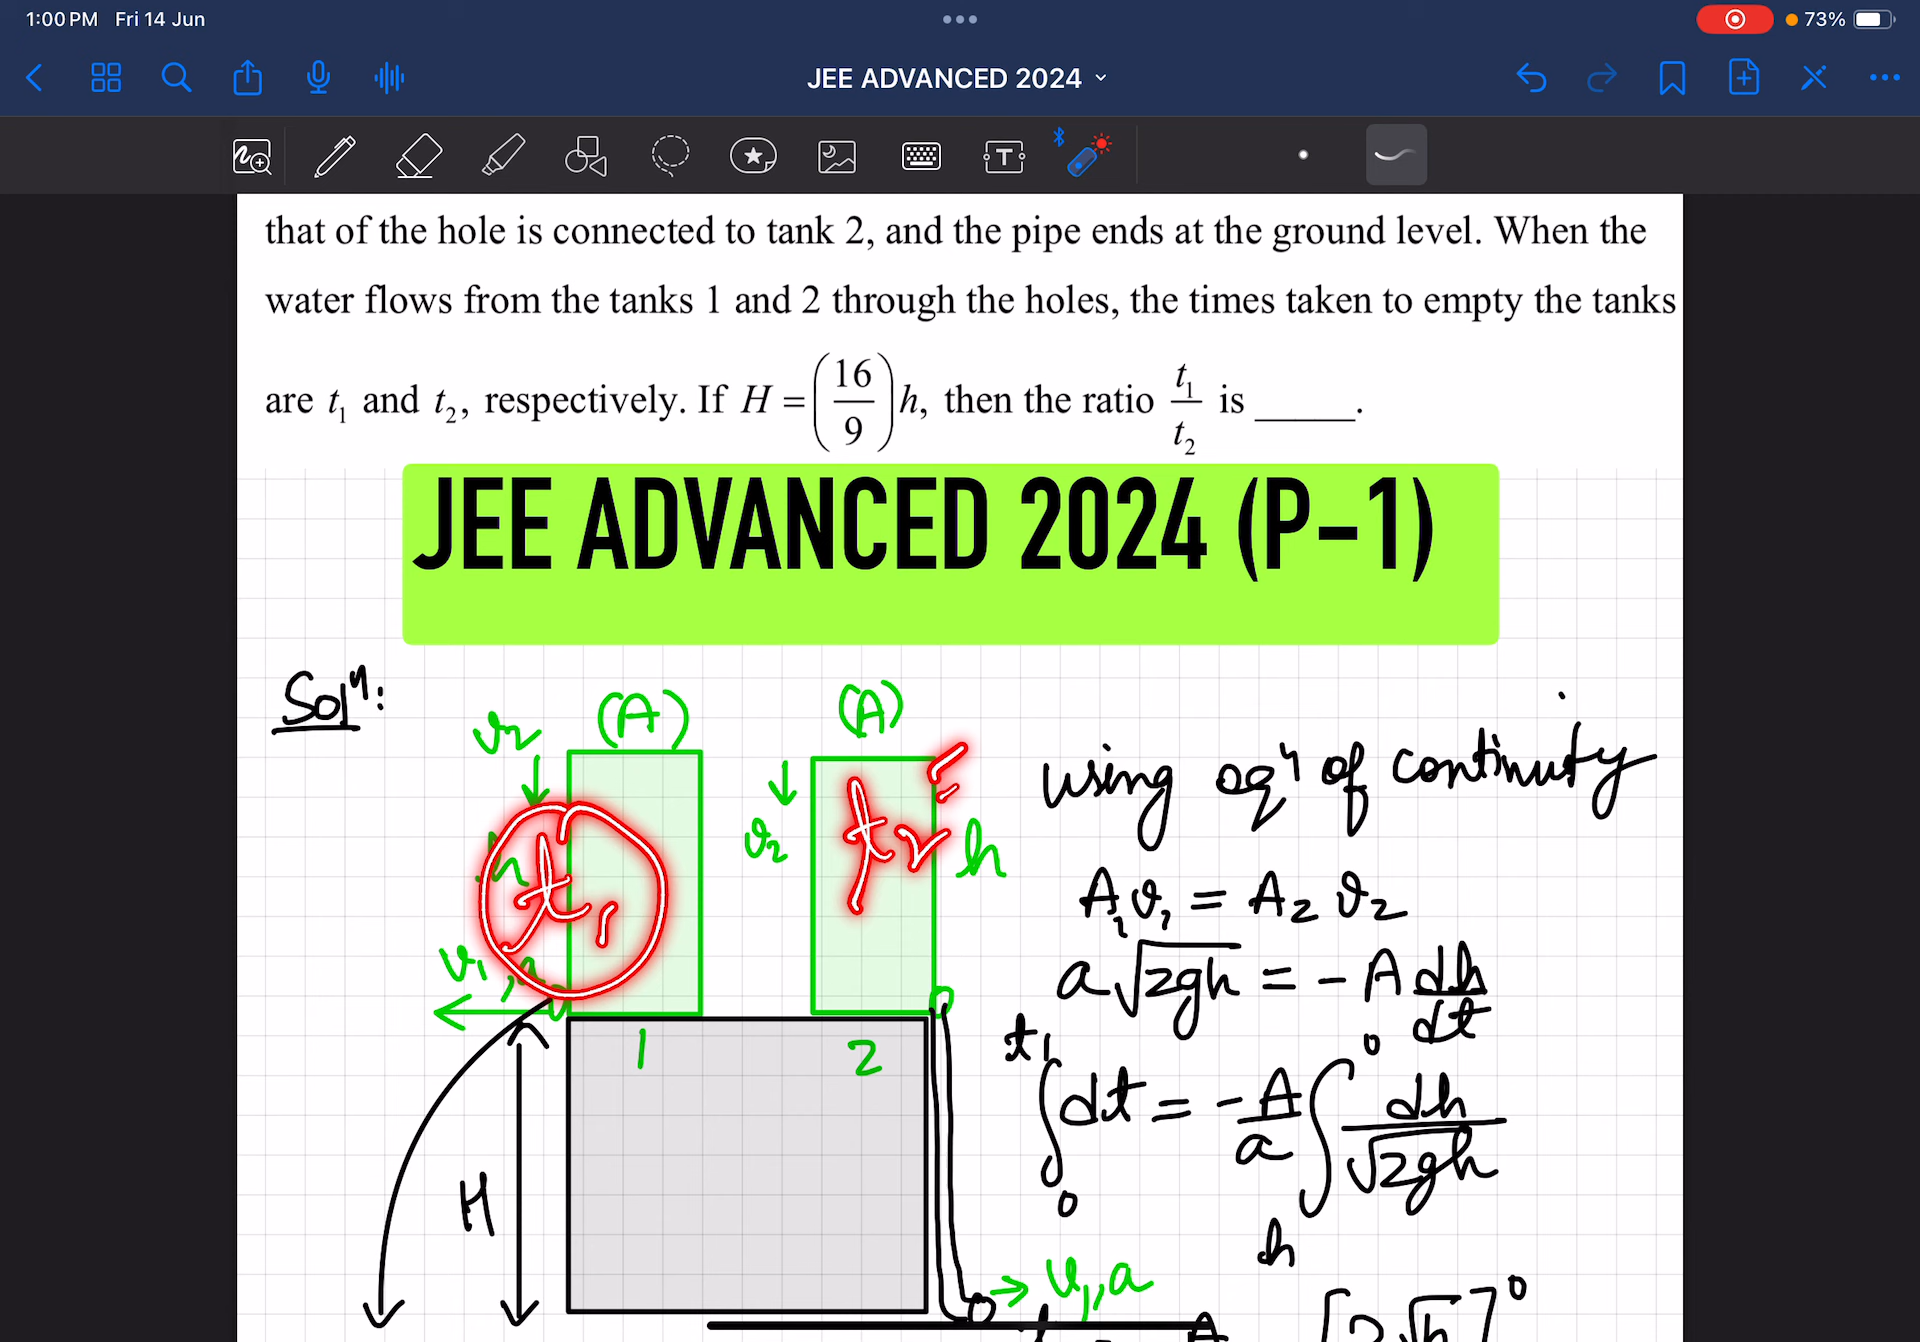 1:00 PM Fri 14 Jun
73%
JEE ADVANCED 2024
that of the hole is connected to tank 2, and the pipe ends at the ground level. When the
water flows from the tanks 1 and 2 through the holes, the times taken to empty the tanks
are t₁ and t₂, respectively. If H = (16/9) h, then the ratio t₁/t₂ is _____.
JEE ADVANCED 2024 (P-1)
Solⁿ:
(A) (A)
v₂
v₂
h
h
t₁
t₂
v₁, a
1 2
H
→ v₁, a
using eqⁿ of continuity
A₁v₁ = A₂v₂
a√2gh = -A dh/dt
∫₀^t₁ dt = -A/a ∫ₕ⁰ dh/√2gh